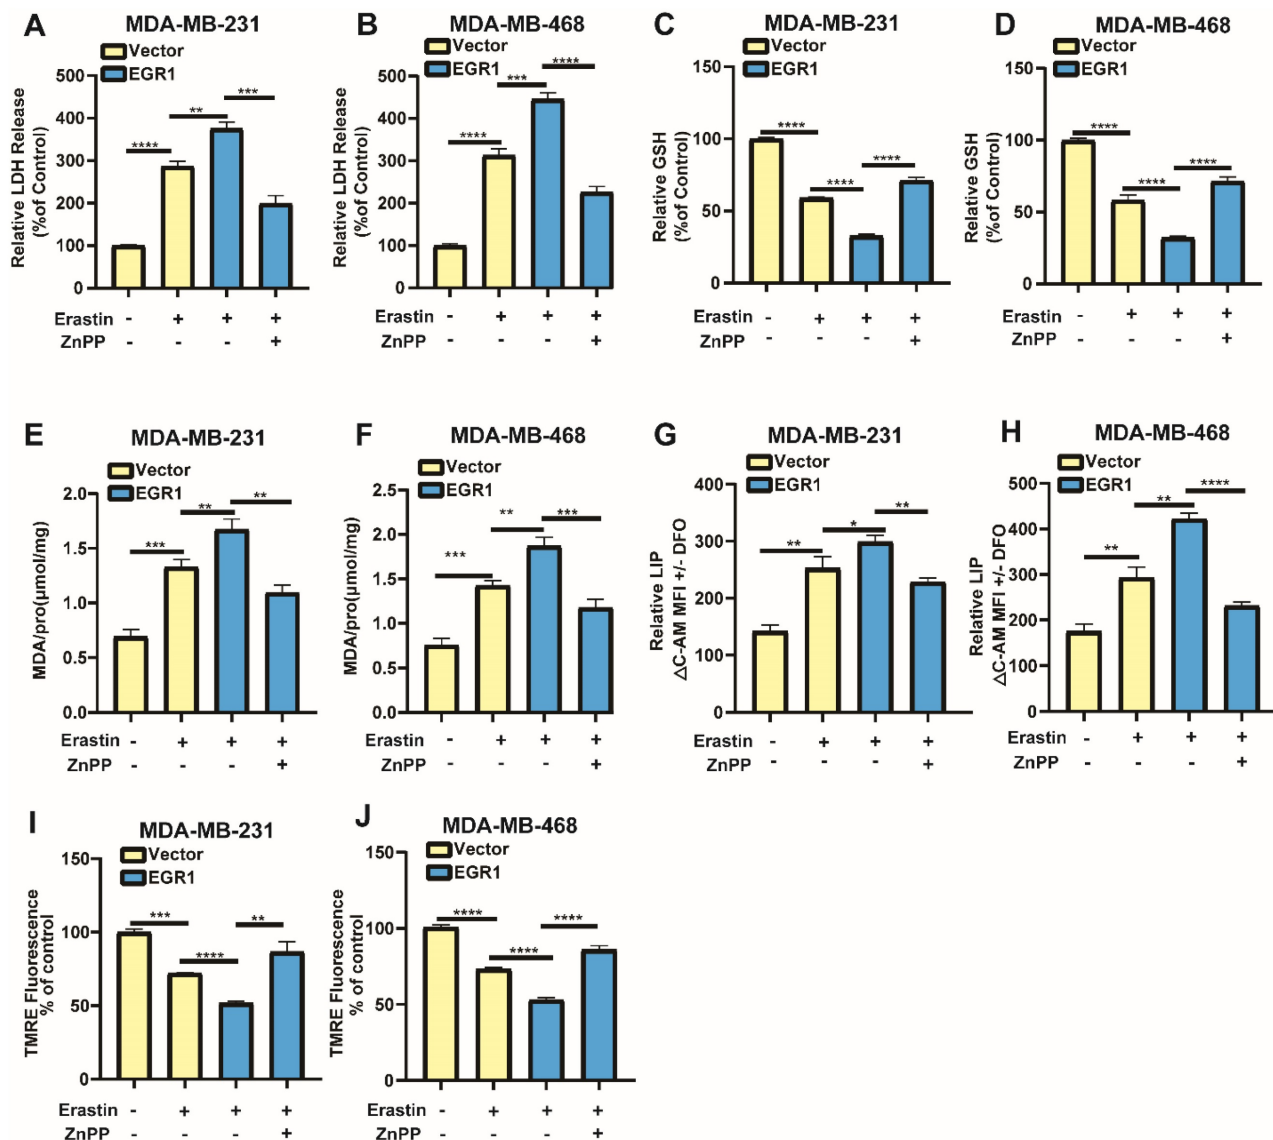 A
MDA-MB-231
Vector
EGR1
Relative LDH Release
(%of Control)
500
400
300
200
100
0
****
**
***
Erastin - + + +
ZnPP - - - +
B
MDA-MB-468
Vector
EGR1
Relative LDH Release
(%of Control)
500
400
300
200
100
0
****
***
****
- + + +
- - - +
C
MDA-MB-231
Vector
EGR1
Relative GSH
(%of Control)
150
100
50
0
****
****
****
Erastin - + + +
ZnPP - - - +
D
MDA-MB-468
Vector
EGR1
Relative GSH
(%of Control)
150
100
50
0
****
****
****
Erastin - + + +
ZnPP - - - +
E
MDA-MB-231
Vector
EGR1
MDA/pro(μmol/mg)
2.0
1.5
1.0
0.5
0.0
***
**
**
Erastin - + + +
ZnPP - - - +
F
MDA-MB-468
Vector
EGR1
MDA/pro(μmol/mg)
2.5
2.0
1.5
1.0
0.5
0.0
***
**
***
Erastin - + + +
ZnPP - - - +
G
MDA-MB-231
Vector
EGR1
Relative LIP
△C-AM MFI +/- DFO
400
300
200
100
0
**
*
**
Erastin - + + +
ZnPP - - - +
H
MDA-MB-468
Vector
EGR1
Relative LIP
△C-AM MFI +/- DFO
500
400
300
200
100
0
**
**
****
Erastin - + + +
ZnPP - - - +
I
MDA-MB-231
Vector
EGR1
TMRE Fluorescence
% of control
150
100
50
0
***
****
**
Erastin - + + +
ZnPP - - - +
J
MDA-MB-468
Vector
EGR1
TMRE Fluorescence
% of control
150
100
50
0
****
****
****
Erastin - + + +
ZnPP - - - +